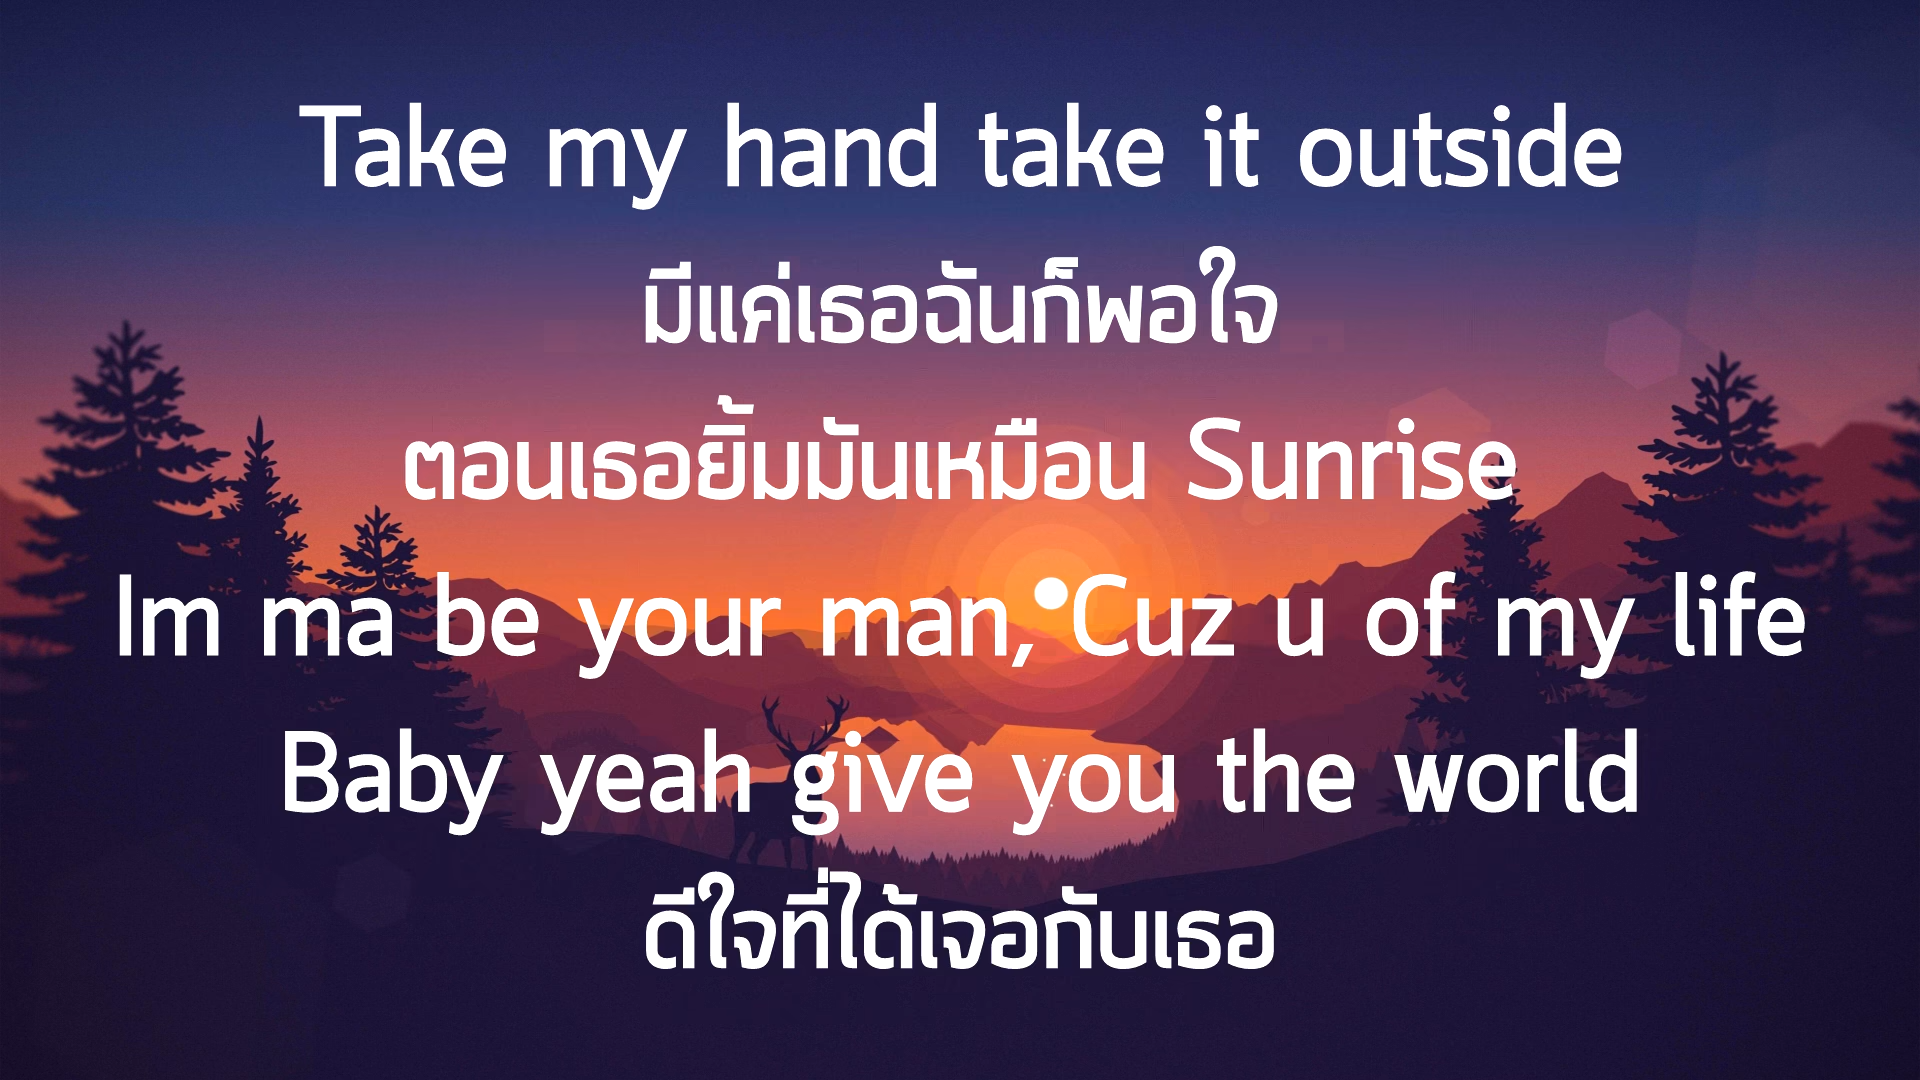 Take my hand take it outside
มีแค่เธอฉันก็พอใจ
ตอนเธอยิ้มมันเหมือน Sunrise
Im ma be your man, Cuz u of my life
Baby yeah give you the world
ดีใจที่ได้เจอกับเธอ